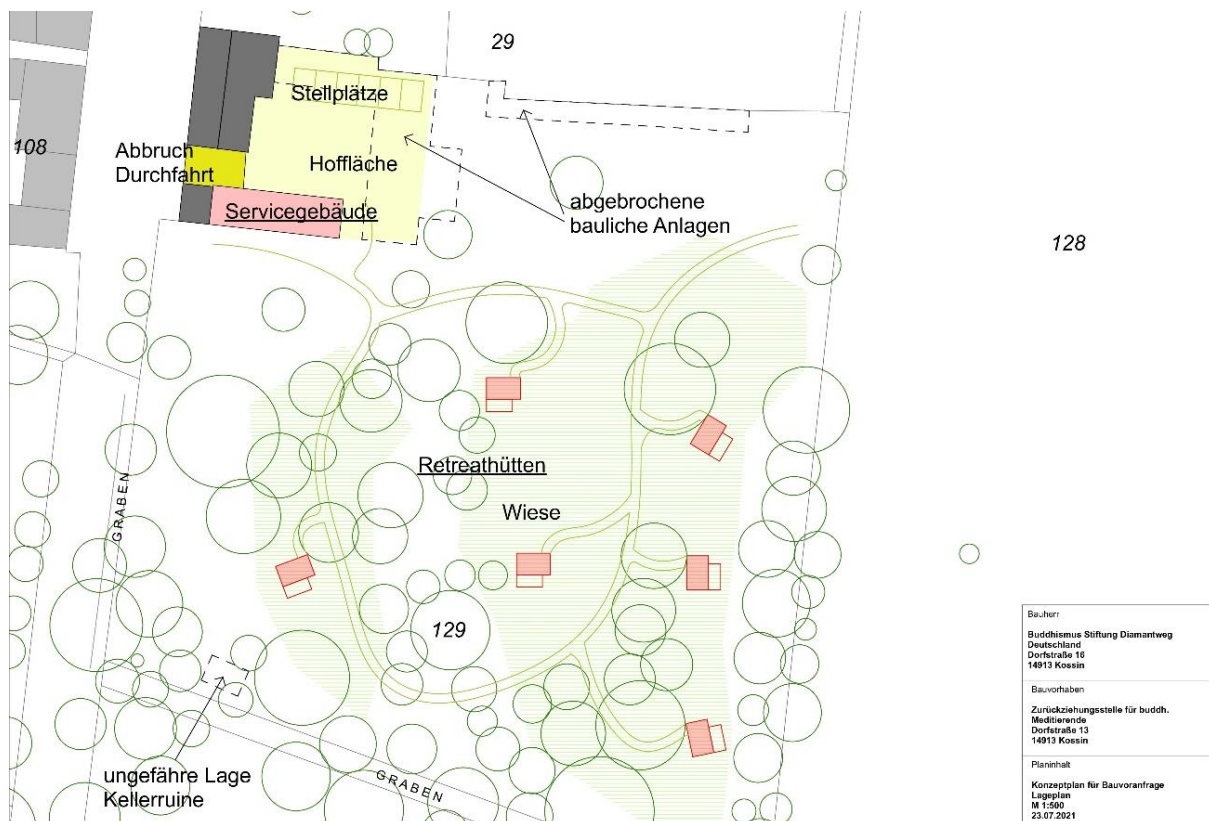 29
Stellplätze
108
Abbruch
Durchfahrt
Hoffläche
Servicegebäude
abgebrochene
bauliche Anlagen
128
Retreathütten
Wiese
GRABEN
129
ungefähre Lage
Kellerruine
GRABEN
Bauherr
Buddhismus Stiftung Diamantweg
Deutschland
Dorfstraße 16
14913 Kossin
Bauvorhaben
Zurückziehungsstelle für buddh.
Meditierende
Dorfstraße 13
14913 Kossin
Planinhalt
Konzeptplan für Bauvoranfrage
Lageplan
M 1:500
23.07.2021